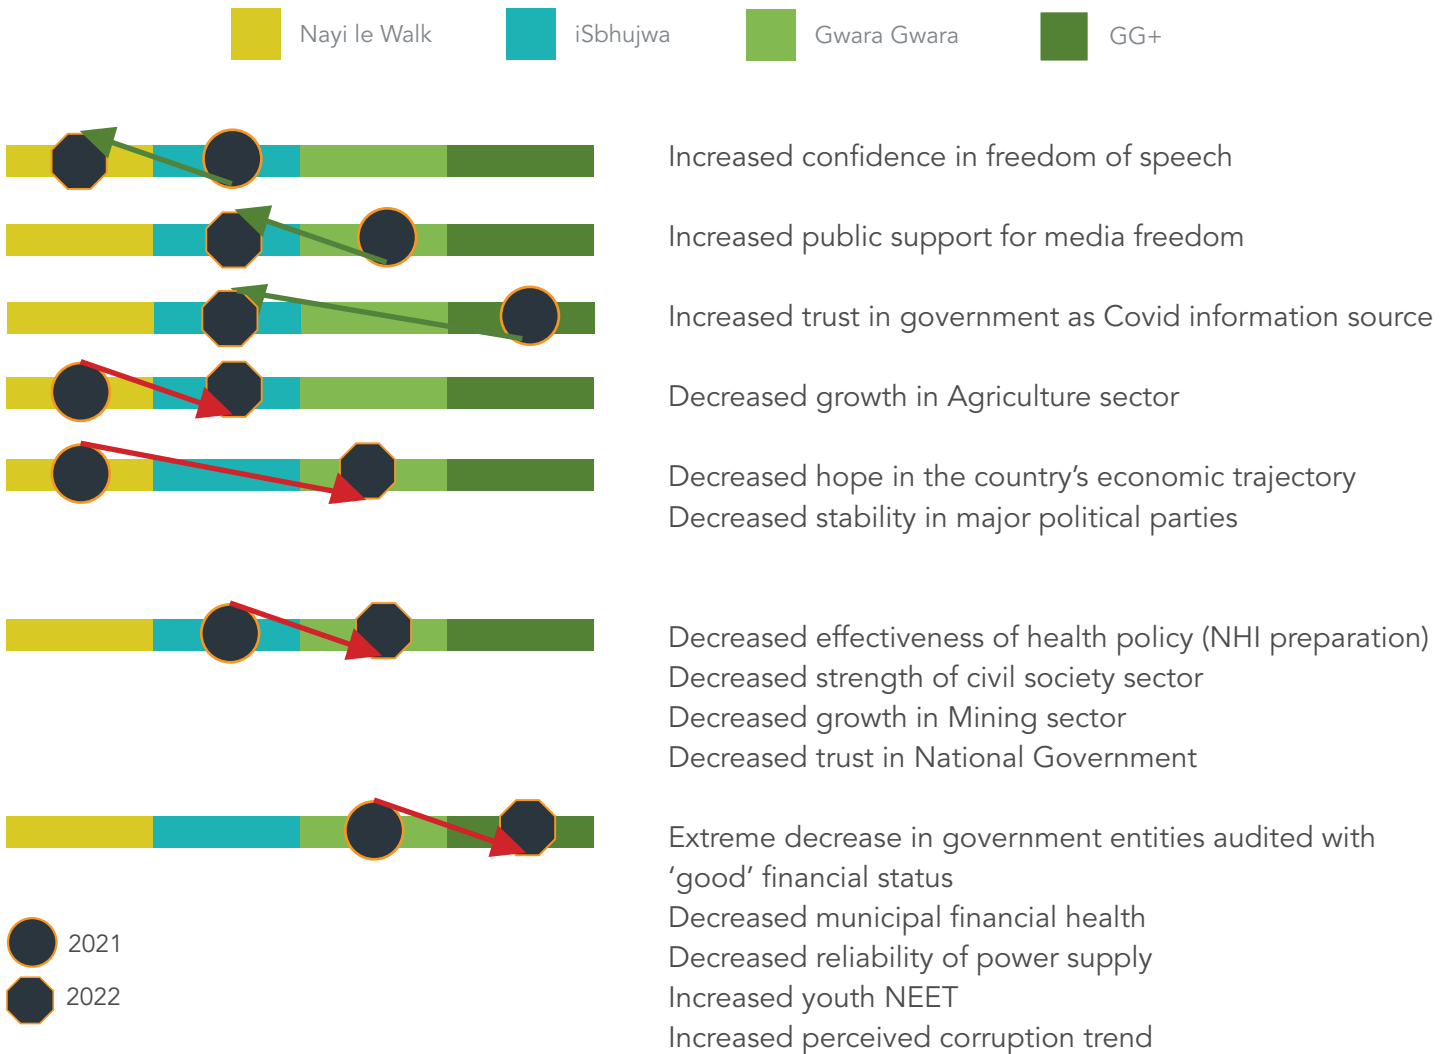 Nayi le Walk
iSbhujwa
Gwara Gwara
GG+
Increased confidence in freedom of speech
Increased public support for media freedom
Increased trust in government as Covid information source
Decreased growth in Agriculture sector
Decreased hope in the country’s economic trajectory
Decreased stability in major political parties
Decreased effectiveness of health policy (NHI preparation)
Decreased strength of civil society sector
Decreased growth in Mining sector
Decreased trust in National Government
Extreme decrease in government entities audited with
‘good’ financial status
Decreased municipal financial health
Decreased reliability of power supply
Increased youth NEET
Increased perceived corruption trend
2021
2022